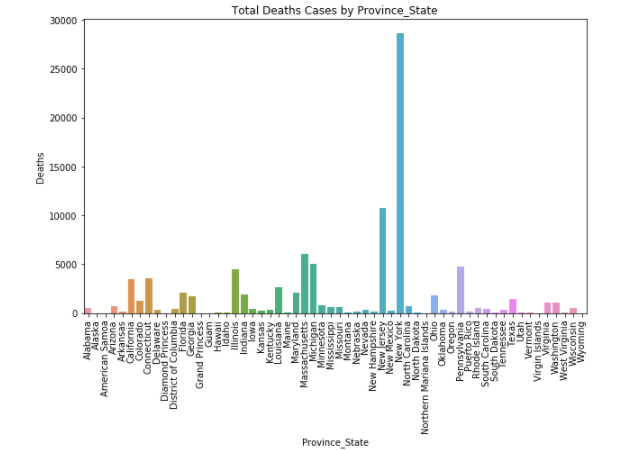 Total Deaths Cases by Province_State
30000
25000
20000
15000
10000
5000
0
Deaths
Alabama
Alaska
American Samoa
Arizona
Arkansas
California
Colorado
Connecticut
Delaware
Diamond Princess
District of Columbia
Florida
Georgia
Grand Princess
Guam
Hawaii
Idaho
Illinois
Indiana
Iowa
Kansas
Kentucky
Louisiana
Maine
Maryland
Massachusetts
Michigan
Minnesota
Mississippi
Missouri
Montana
Nebraska
Nevada
New Hampshire
New Jersey
New Mexico
New York
North Carolina
North Dakota
Northern Mariana Islands
Ohio
Oklahoma
Oregon
Pennsylvania
Puerto Rico
Rhode Island
South Carolina
South Dakota
Tennessee
Texas
Utah
Vermont
Virgin Islands
Virginia
Washington
West Virginia
Wisconsin
Wyoming
Province_State